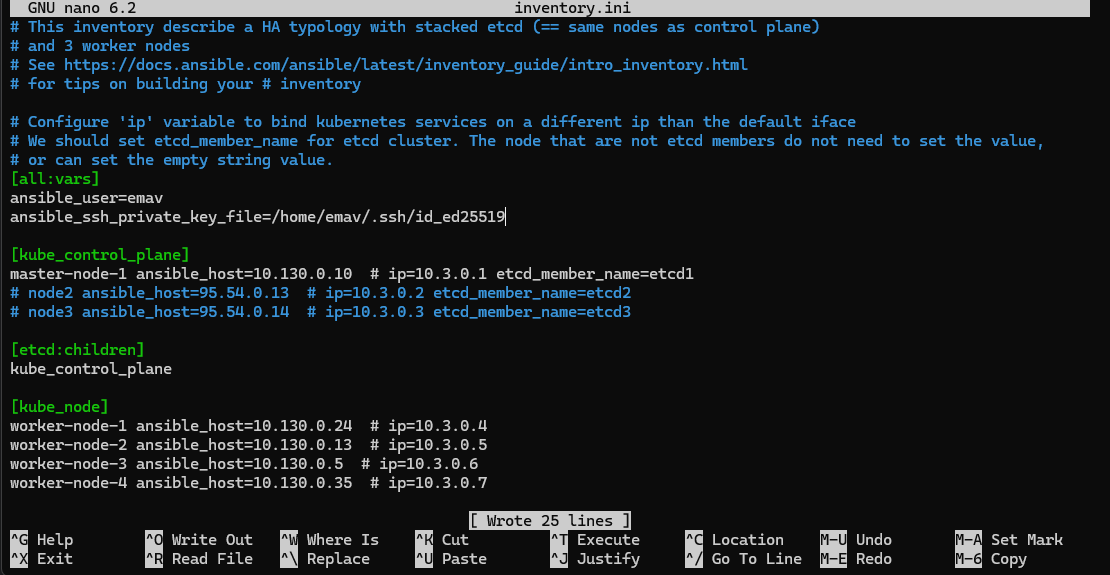 GNU nano 6.2 inventory.ini
# This inventory describe a HA typology with stacked etcd (== same nodes as control plane)
# and 3 worker nodes
# See https://docs.ansible.com/ansible/latest/inventory_guide/intro_inventory.html
# for tips on building your # inventory
# Configure 'ip' variable to bind kubernetes services on a different ip than the default iface
# We should set etcd_member_name for etcd cluster. The node that are not etcd members do not need to set the value,
# or can set the empty string value.
[all:vars]
ansible_user=emav
ansible_ssh_private_key_file=/home/emav/.ssh/id_ed25519
[kube_control_plane]
master-node-1 ansible_host=10.130.0.10  # ip=10.3.0.1 etcd_member_name=etcd1
# node2 ansible_host=95.54.0.13  # ip=10.3.0.2 etcd_member_name=etcd2
# node3 ansible_host=95.54.0.14  # ip=10.3.0.3 etcd_member_name=etcd3
[etcd:children]
kube_control_plane
[kube_node]
worker-node-1 ansible_host=10.130.0.24  # ip=10.3.0.4
worker-node-2 ansible_host=10.130.0.13  # ip=10.3.0.5
worker-node-3 ansible_host=10.130.0.5  # ip=10.3.0.6
worker-node-4 ansible_host=10.130.0.35  # ip=10.3.0.7
[ Wrote 25 lines ]
^G Help ^O Write Out ^W Where Is ^K Cut ^T Execute ^C Location M-U Undo M-A Set Mark
^X Exit ^R Read File ^\ Replace ^U Paste ^J Justify ^/ Go To Line M-E Redo M-6 Copy